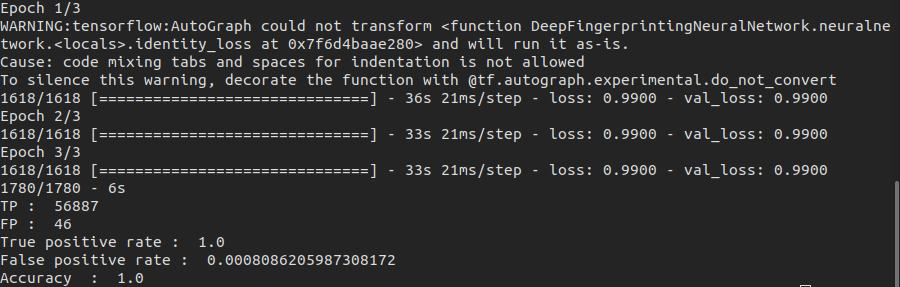 Epoch 1/3
WARNING:tensorflow:AutoGraph could not transform <function DeepFingerprintingNeuralNetwork.neuralne
twork.<locals>.identity_loss at 0x7f6d4baae280> and will run it as-is.
Cause: code mixing tabs and spaces for indentation is not allowed
To silence this warning, decorate the function with @tf.autograph.experimental.do_not_convert
1618/1618 [==============================] - 36s 21ms/step - loss: 0.9900 - val_loss: 0.9900
Epoch 2/3
1618/1618 [==============================] - 33s 21ms/step - loss: 0.9900 - val_loss: 0.9900
Epoch 3/3
1618/1618 [==============================] - 33s 21ms/step - loss: 0.9900 - val_loss: 0.9900
1780/1780 - 6s
TP :  56887
FP :  46
True positive rate :  1.0
False positive rate :  0.0008086205987308172
Accuracy  :  1.0